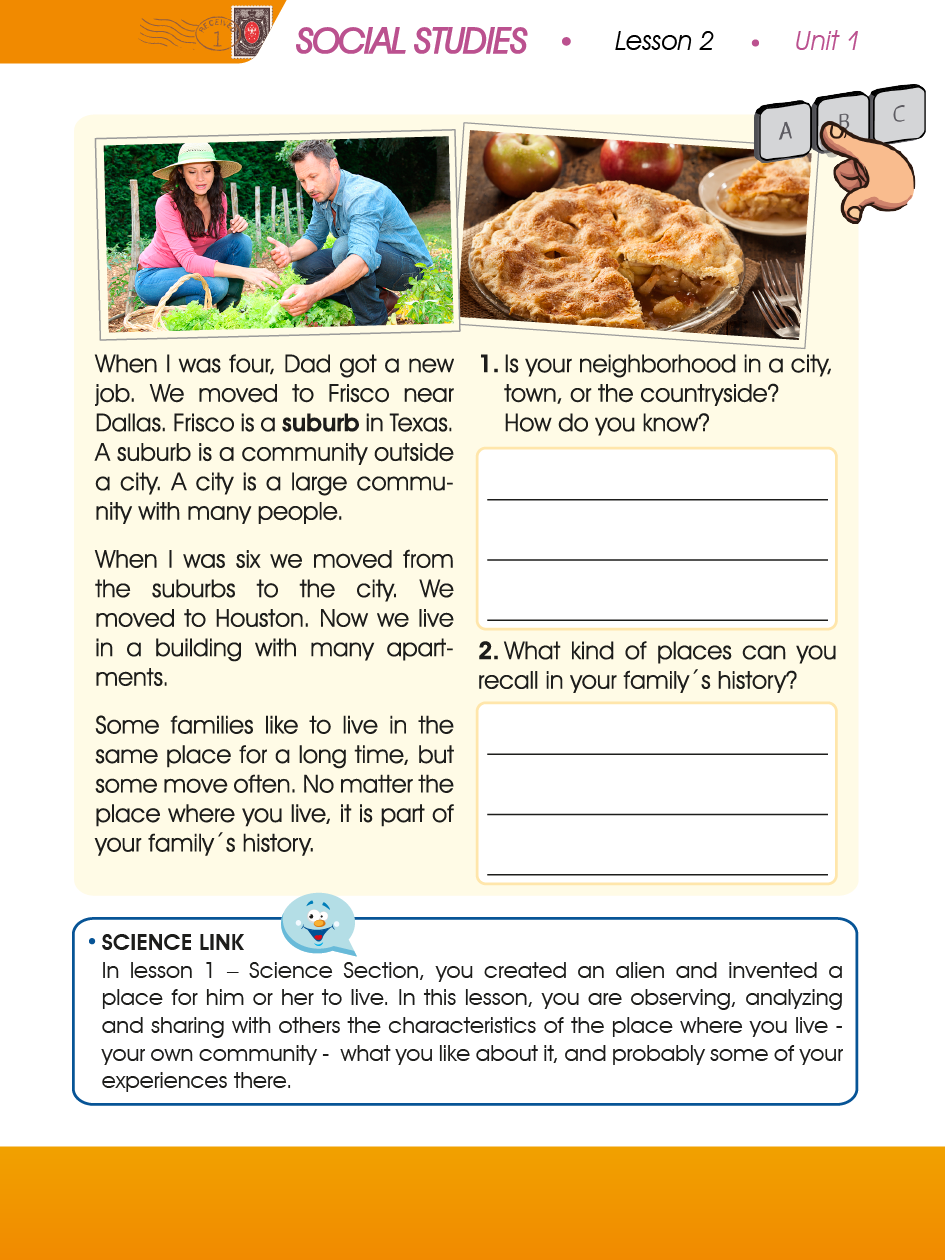 RECEIVED
1
SOCIAL STUDIES • Lesson 2 • Unit 1
A B C
When I was four, Dad got a new
job. We moved to Frisco near
Dallas. Frisco is a suburb in Texas.
A suburb is a community outside
a city. A city is a large commu-
nity with many people.
When I was six we moved from
the suburbs to the city. We
moved to Houston. Now we live
in a building with many apart-
ments.
Some families like to live in the
same place for a long time, but
some move often. No matter the
place where you live, it is part of
your family´s history.
1. Is your neighborhood in a city,
town, or the countryside?
How do you know?
2. What kind of places can you
recall in your family´s history?
• SCIENCE LINK
In lesson 1 – Science Section, you created an alien and invented a
place for him or her to live. In this lesson, you are observing, analyzing
and sharing with others the characteristics of the place where you live -
your own community - what you like about it, and probably some of your
experiences there.